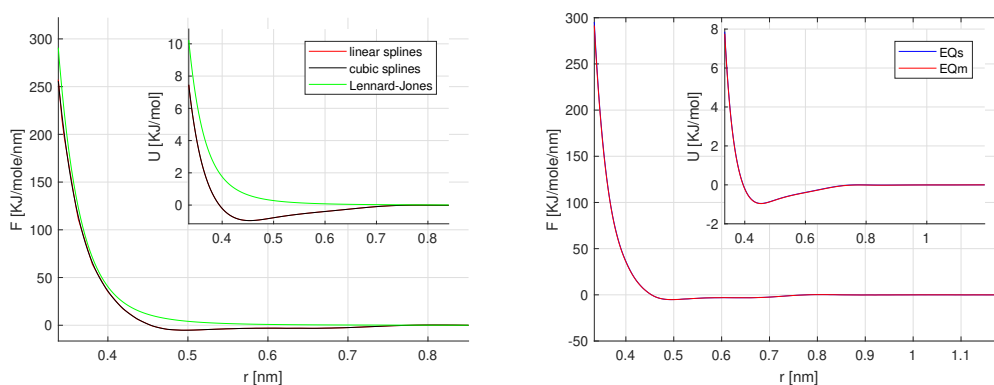 F [KJ/mole/nm]
300
250
200
150
100
50
0
0.4 0.5 0.6 0.7 0.8
r [nm]
U [KJ/mol]
10
8
6
4
2
0
0.4 0.5 0.6 0.7 0.8
linear splines
cubic splines
Lennard-Jones
F [KJ/mole/nm]
300
250
200
150
100
50
0
-50
0.4 0.5 0.6 0.7 0.8 0.9 1 1.1
r [nm]
U [KJ/mol]
8
6
4
2
0
-2
0.4 0.6 0.8 1
EQs
EQm